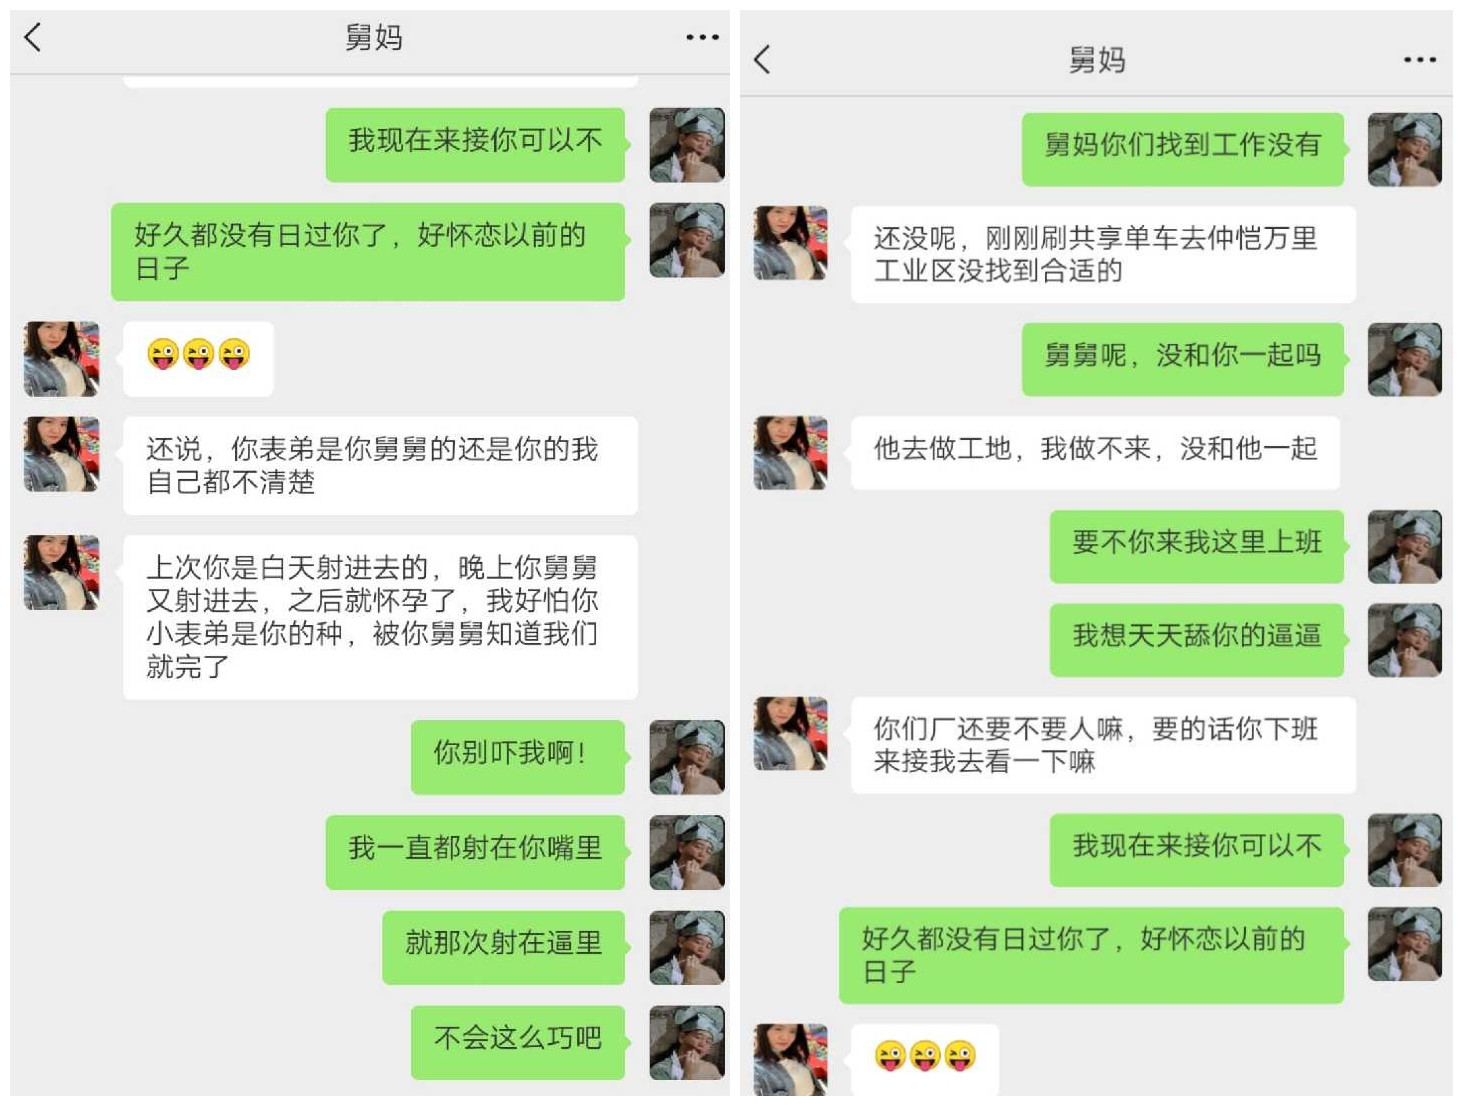 舅妈
我现在来接你可以不
好久都没有日过你了，好怀恋以前的
日子
还说，你表弟是你舅舅的还是你的我
自己都不清楚
上次你是白天射进去的，晚上你舅舅
又射进去，之后就怀孕了，我好怕你
小表弟是你的种，被你舅舅知道我们
就完了
你别吓我啊！
我一直都射在你嘴里
就那次射在逼里
不会这么巧吧
舅妈
舅妈你们找到工作没有
还没呢，刚刚刷共享单车去仲恺万里
工业区没找到合适的
舅舅呢，没和你一起吗
他去做工地，我做不来，没和他一起
要不你来我这里上班
我想天天舔你的逼逼
你们厂还要不要人嘛，要的话你下班
来接我去看一下嘛
我现在来接你可以不
好久都没有日过你了，好怀恋以前的
日子